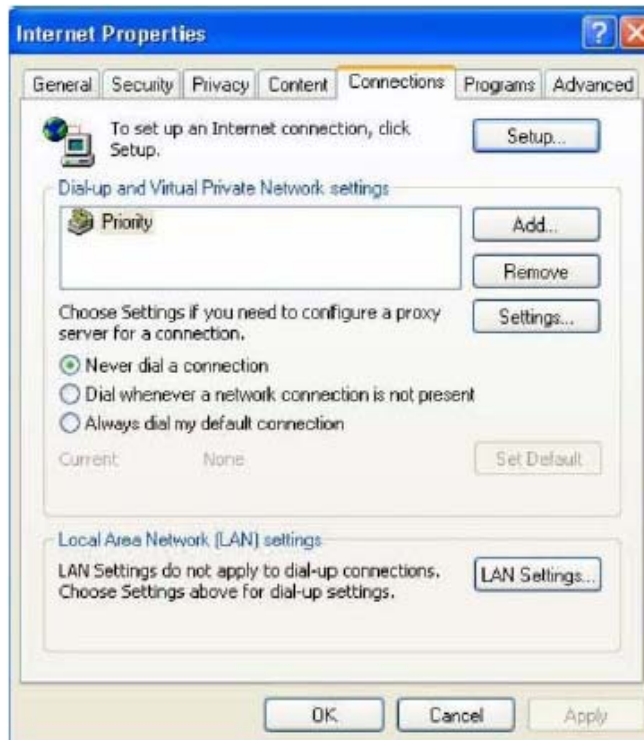 Internet Properties
General Security Privacy Content Connections Programs Advanced
To set up an Internet connection, click
Setup.
Setup...
Dial-up and Virtual Private Network settings
Priority
Add...
Remove
Choose Settings if you need to configure a proxy
server for a connection.
Settings...
Never dial a connection
Dial whenever a network connection is not present
Always dial my default connection
Current None
Set Default
Local Area Network (LAN) settings
LAN Settings do not apply to dial-up connections.
Choose Settings above for dial-up settings.
LAN Settings...
OK Cancel Apply